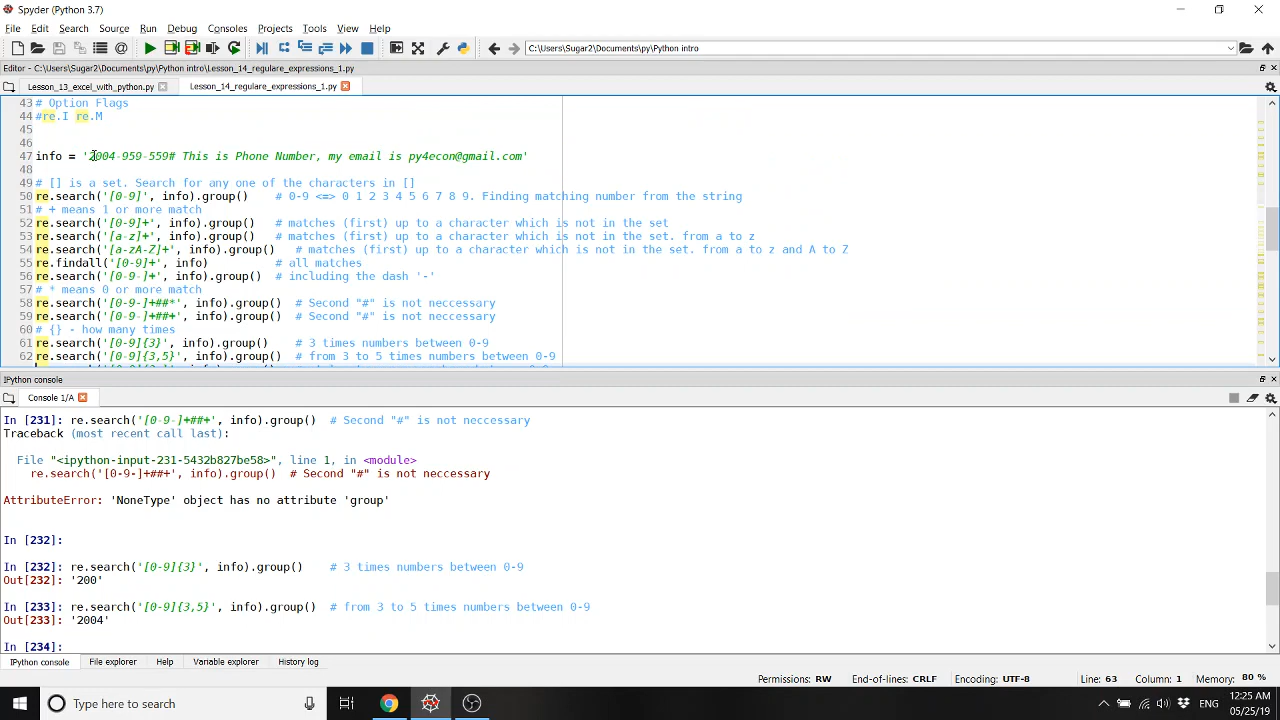 Spyder (Python 3.7)
File Edit Search Source Run Debug Consoles Projects Tools View Help
C:\Users\Sugar2\Documents\py\Python intro
Editor - C:\Users\Sugar2\Documents\py\Python intro\Lesson_14_regulare_expressions_1.py
Lesson_13_excel_with_python.py Lesson_14_regulare_expressions_1.py
43 # Option Flags
44 #re.I re.M
45
46
47 info = '2004-959-559# This is Phone Number, my email is py4econ@gmail.com'
48
49 # [] is a set. Search for any one of the characters in []
50 re.search('[0-9]', info).group() # 0-9 <=> 0 1 2 3 4 5 6 7 8 9. Finding matching number from the string
51 # + means 1 or more match
52 re.search('[0-9]+', info).group() # matches (first) up to a character which is not in the set
53 re.search('[a-z]+', info).group() # matches (first) up to a character which is not in the set. from a to z
54 re.search('[a-zA-Z]+', info).group() # matches (first) up to a character which is not in the set. from a to z and A to Z
55 re.findall('[0-9]+', info) # all matches
56 re.search('[0-9-]+', info).group() # including the dash '-'
57 # * means 0 or more match
58 re.search('[0-9-]+##*', info).group() # Second "#" is not neccessary
59 re.search('[0-9-]+##+', info).group() # Second "#" is not neccessary
60 # {} - how many times
61 re.search('[0-9]{3}', info).group() # 3 times numbers between 0-9
62 re.search('[0-9]{3,5}', info).group() # from 3 to 5 times numbers between 0-9
IPython console
Console 1/A
In [231]: re.search('[0-9-]+##+', info).group() # Second "#" is not neccessary
Traceback (most recent call last):
File "<ipython-input-231-5432b827be58>", line 1, in <module>
re.search('[0-9-]+##+', info).group() # Second "#" is not neccessary
AttributeError: 'NoneType' object has no attribute 'group'
In [232]:
In [232]: re.search('[0-9]{3}', info).group() # 3 times numbers between 0-9
Out[232]: '200'
In [233]: re.search('[0-9]{3,5}', info).group() # from 3 to 5 times numbers between 0-9
Out[233]: '2004'
In [234]:
IPython console File explorer Help Variable explorer History log
Permissions: RW End-of-lines: CRLF Encoding: UTF-8 Line: 63 Column: 1 Memory: 80 %
Type here to search
ENG
12:25 AM
05/25/19